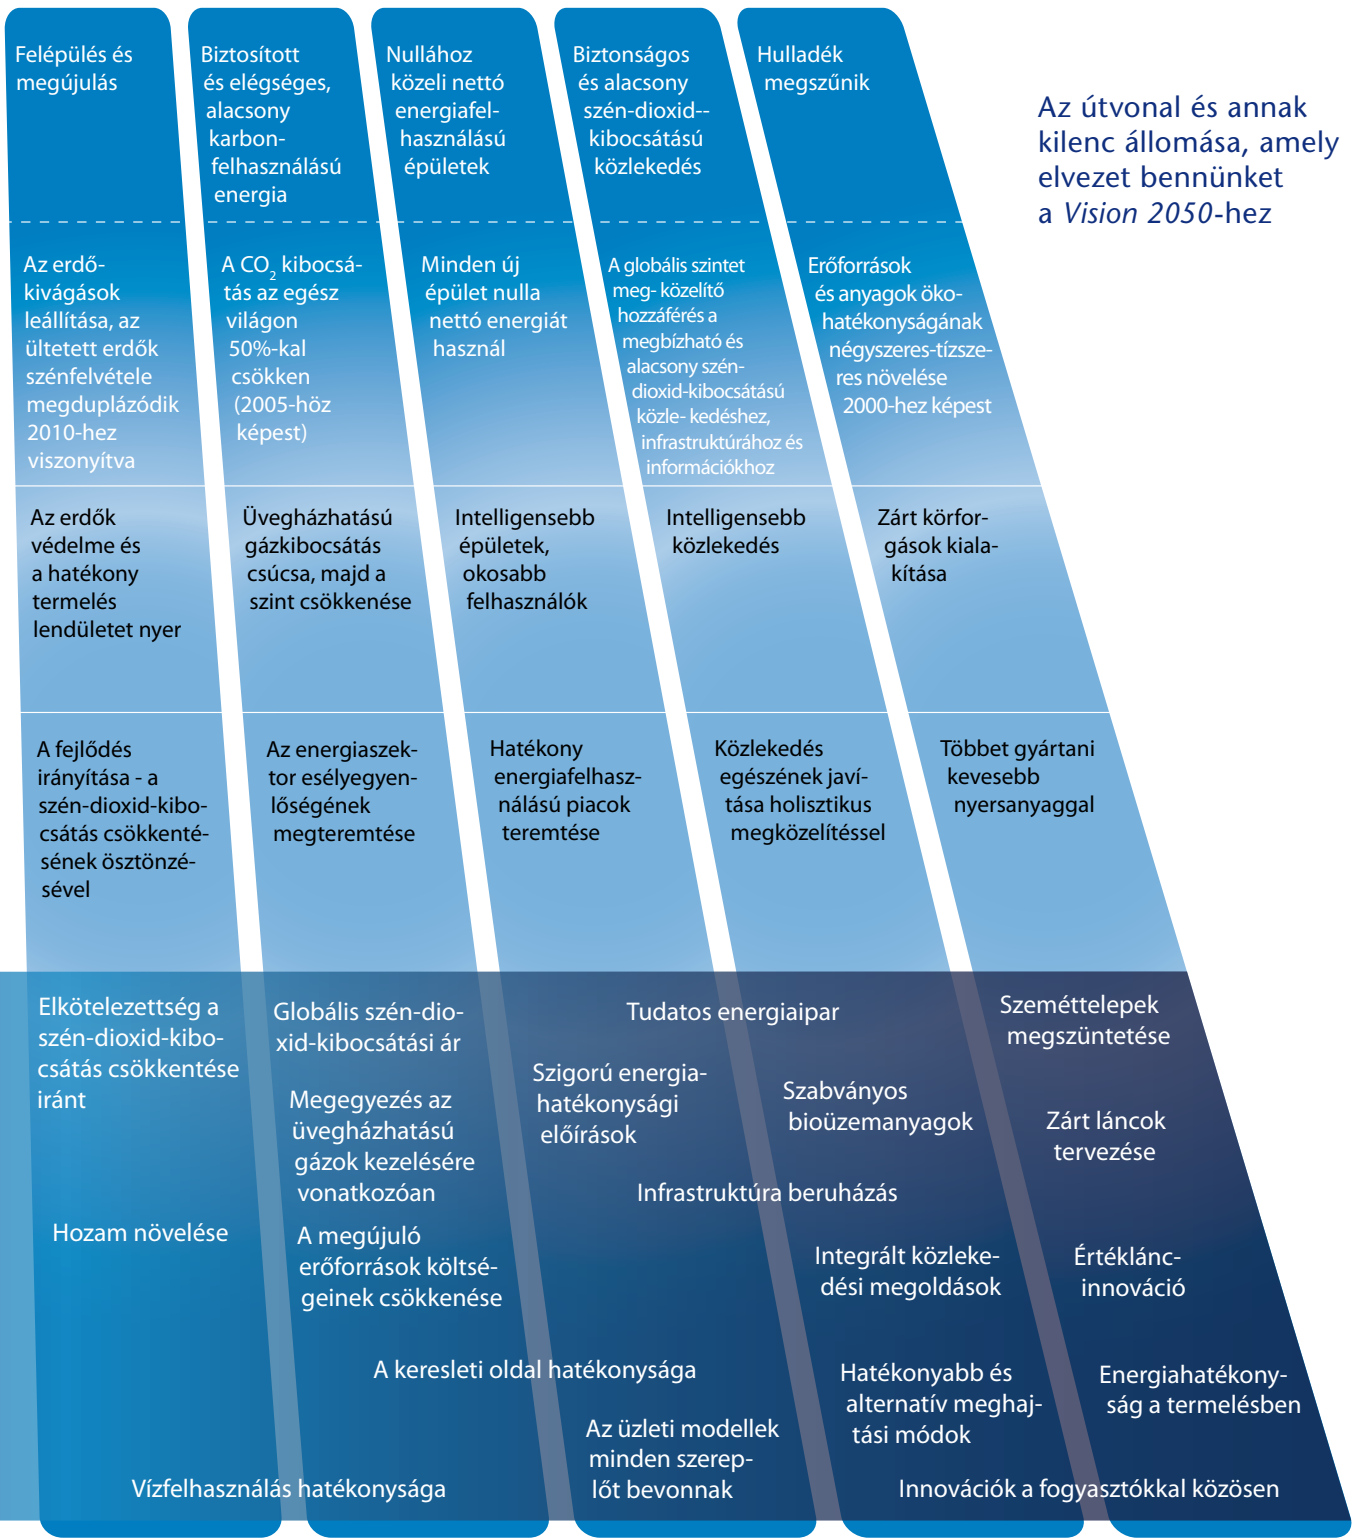 Felépülés és
megújulás
Biztosított
és elégséges,
alacsony
karbon-
felhasználású
energia
Nullához
közeli nettó
energiafel-
használású
épületek
Biztonságos
és alacsony
szén-dioxid--
kibocsátású
közlekedés
Hulladék
megszűnik
Az útvonal és annak
kilenc állomása, amely
elvezet bennünket
a Vision 2050-hez
Az erdő-
kivágások
leállítása, az
ültetett erdők
szénfelvétele
megduplázódik
2010-hez
viszonyítva
A CO₂ kibocsá-
tás az egész
világon
50%-kal
csökken
(2005-höz
képest)
Minden új
épület nulla
nettó energiát
használ
A globális szintet
meg- közelítő
hozzáférés a
megbízható és
alacsony szén-
dioxid-kibocsátású
közle- kedéshez,
infrastruktúrához és
információkhoz
Erőforrások
és anyagok öko-
hatékonyságának
négyszeres-tízsze-
res növelése
2000-hez képest
Az erdők
védelme és
a hatékony
termelés
lendületet nyer
Üvegházhatású
gázkibocsátás
csúcsa, majd a
szint csökkenése
Intelligensebb
épületek,
okosabb
felhasználók
Intelligensebb
közlekedés
Zárt körfor-
gások kiala-
kítása
A fejlődés
irányítása - a
szén-dioxid-kibo-
csátás csökkenté-
sének ösztönzé-
sével
Az energiaszek-
tor esélyegyen-
lőségének
megteremtése
Hatékony
energiafelhasz-
nálású piacok
teremtése
Közlekedés
egészének javí-
tása holisztikus
megközelítéssel
Többet gyártani
kevesebb
nyersanyaggal
Elkötelezettség a
szén-dioxid-kibo-
csátás csökkentése
iránt
Globális szén-dio-
xid-kibocsátási ár
Tudatos energiaipar
Szeméttelepek
megszüntetése
Megegyezés az
üvegházhatású
gázok kezelésére
vonatkozóan
Szigorú energia-
hatékonysági
előírások
Szabványos
bioüzemanyagok
Zárt láncok
tervezése
Infrastruktúra beruházás
Hozam növelése
A megújuló
erőforrások költsé-
geinek csökkenése
Integrált közleke-
dési megoldások
Értéklánc-
innováció
A keresleti oldal hatékonysága
Hatékonyabb és
alternatív meghaj-
tási módok
Energiahatékony-
ság a termelésben
Az üzleti modellek
minden szerep-
lőt bevonnak
Vízfelhasználás hatékonysága
Innovációk a fogyasztókkal közösen